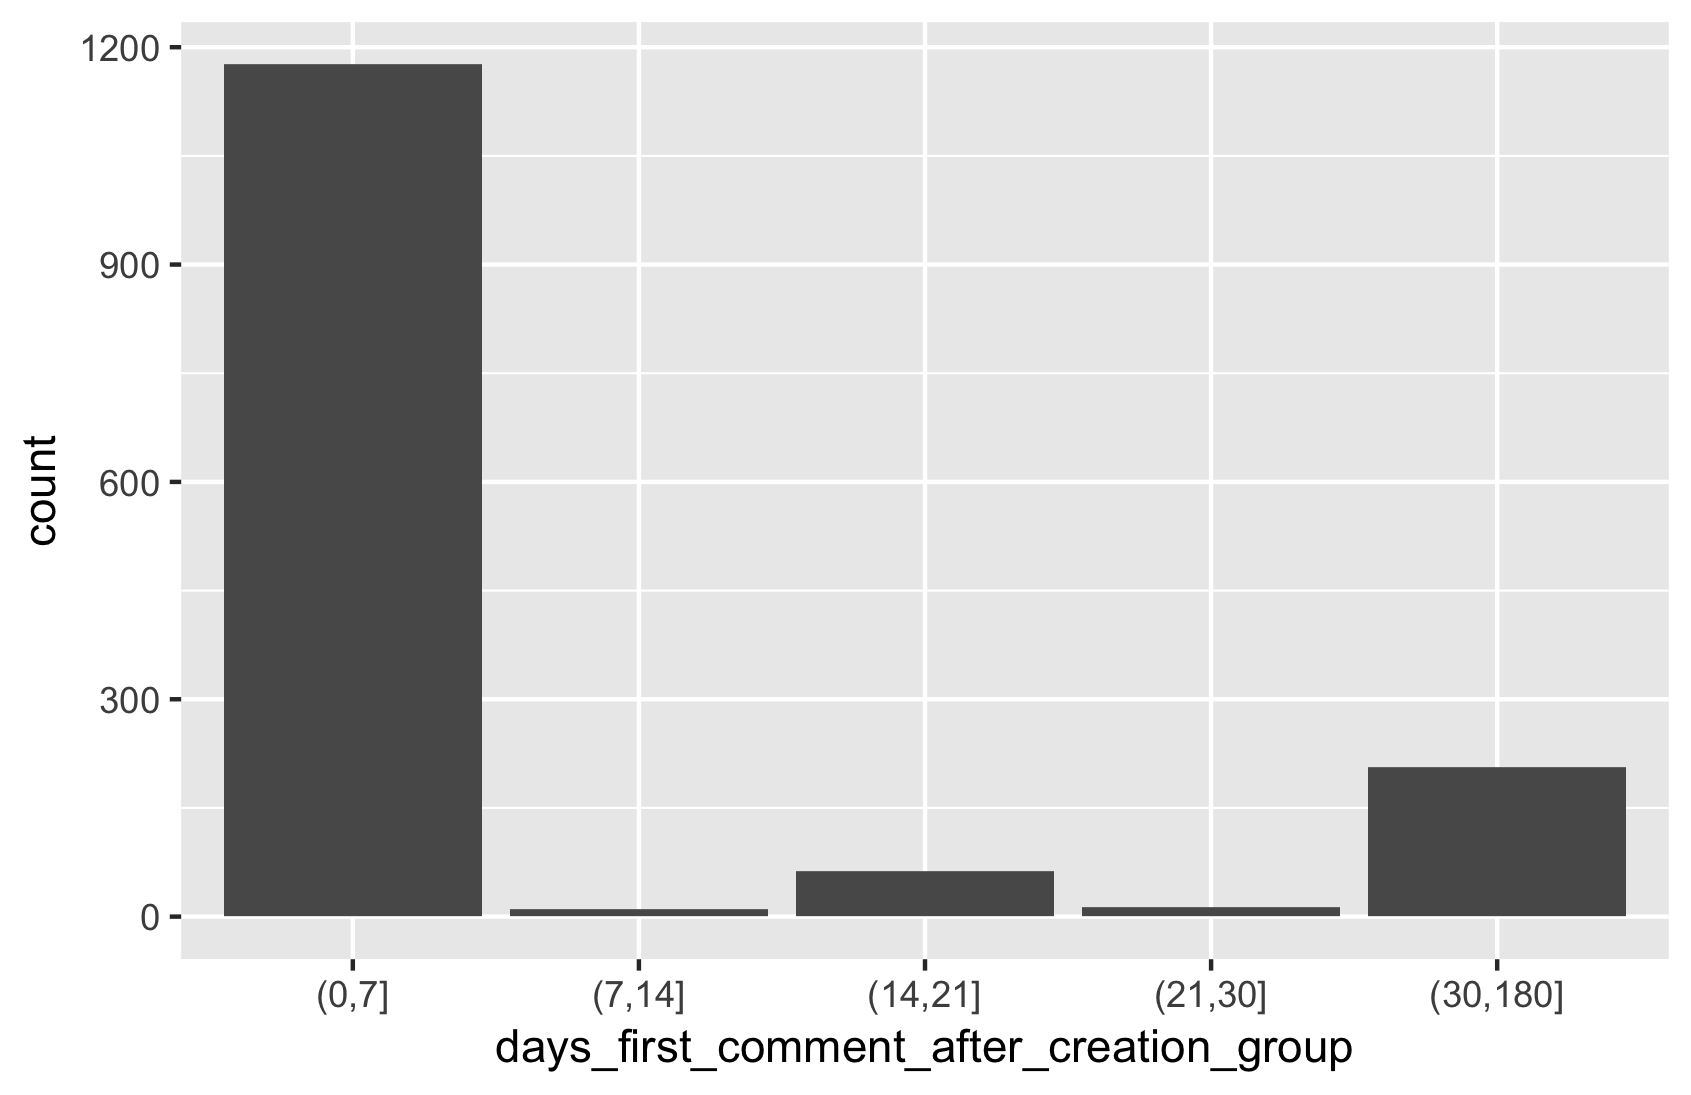 1200
900
600
300
0
count
(0,7] (7,14] (14,21] (21,30] (30,180]
days_first_comment_after_creation_group